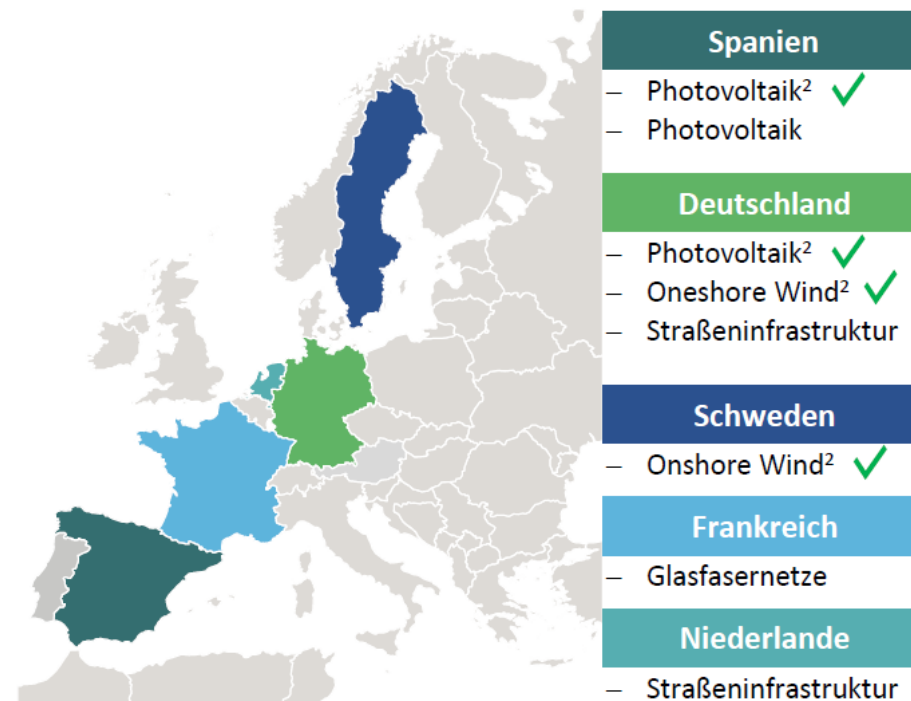 Spanien
– Photovoltaik² ✓
– Photovoltaik
Deutschland
– Photovoltaik² ✓
– Oneshore Wind² ✓
– Straßeninfrastruktur
Schweden
– Onshore Wind² ✓
Frankreich
– Glasfasernetze
Niederlande
– Straßeninfrastruktur